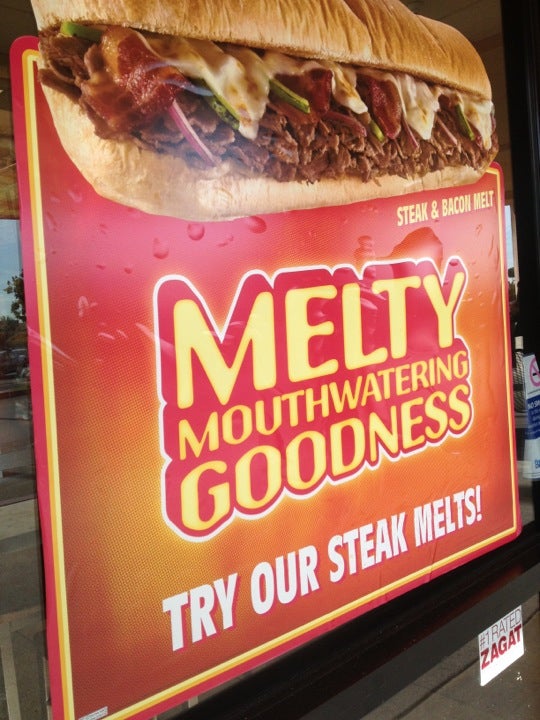 STEAK & BACON MELT
MELTY
MOUTHWATERING
GOODNESS
TRY OUR STEAK MELTS!
#1 RATED
ZAGAT